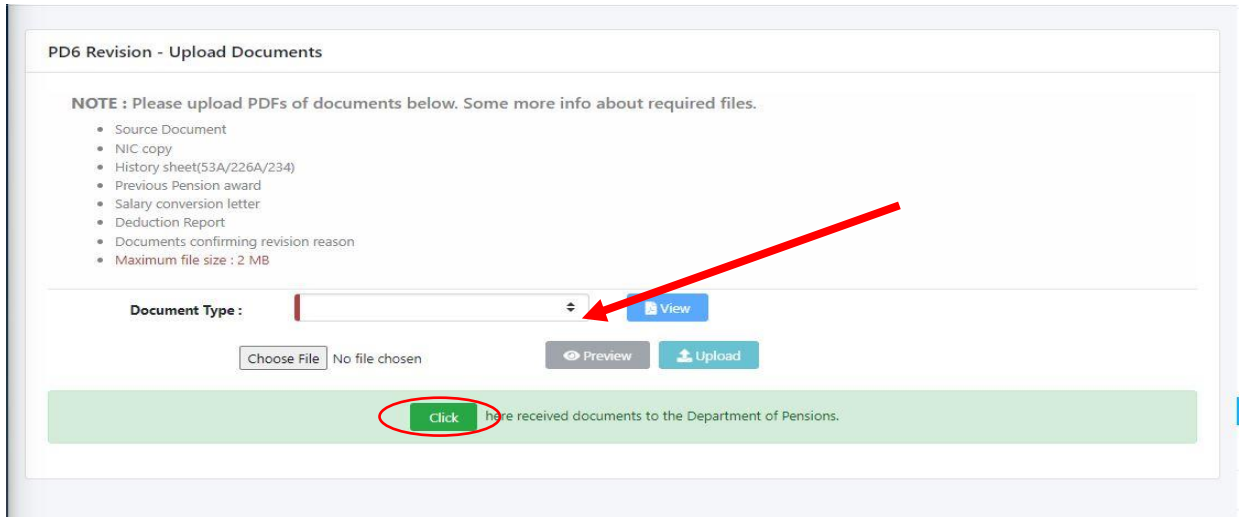 PD6 Revision - Upload Documents
NOTE : Please upload PDFs of documents below. Some more info about required files.
Source Document
NIC copy
History sheet(53A/226A/234)
Previous Pension award
Salary conversion letter
Deduction Report
Documents confirming revision reason
Maximum file size : 2 MB
Document Type : View
Choose File No file chosen Preview Upload
Click here received documents to the Department of Pensions.